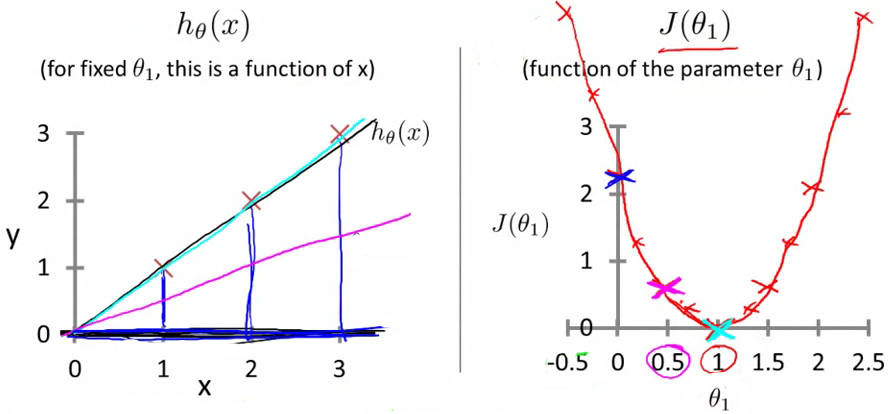 hθ(x)
(for fixed θ₁, this is a function of x)
3
2
1
0
y
0 1 2 3
x
hθ(x)
J(θ₁)
(function of the parameter θ₁)
3
2
1
0
J(θ₁)
-0.5 0 0.5 1 1.5 2 2.5
θ₁